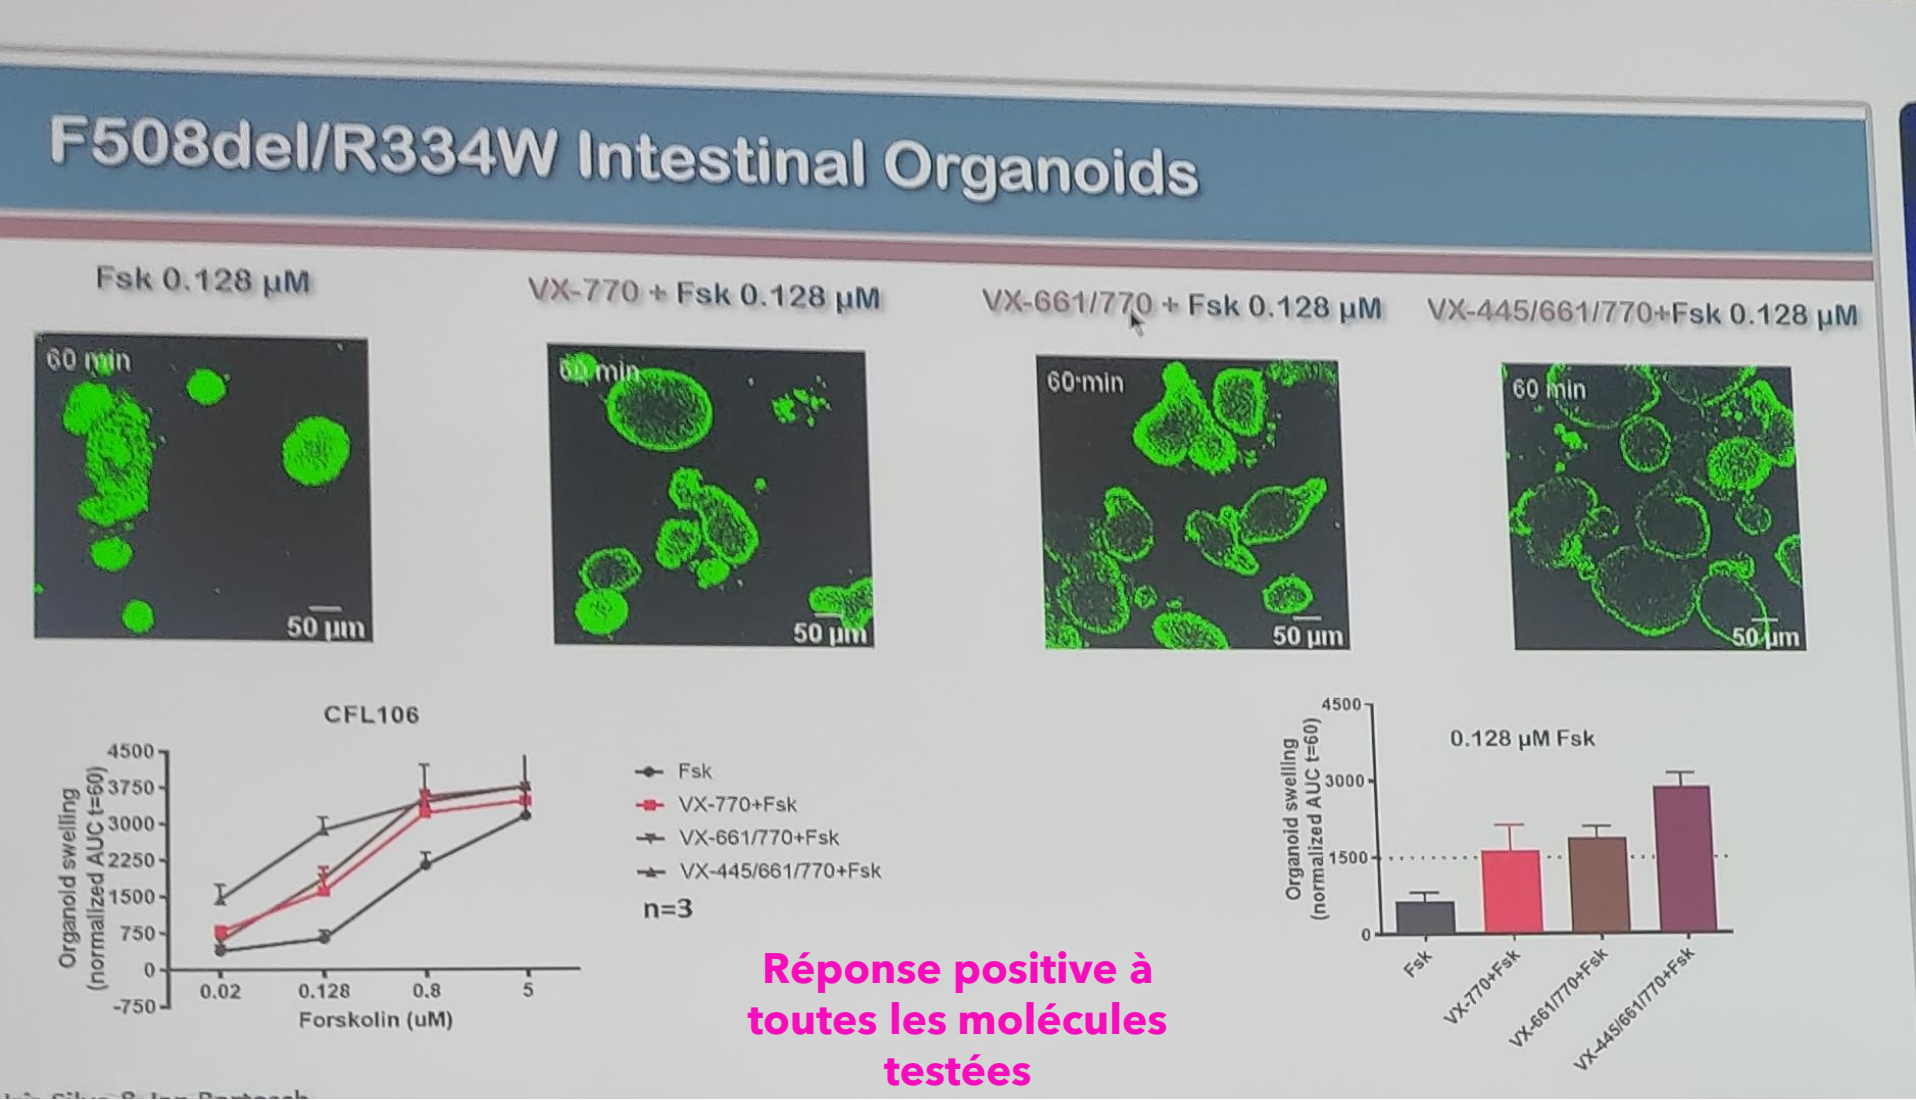 F508del/R334W Intestinal Organoids
Fsk 0.128 µM
VX-770 + Fsk 0.128 µM
VX-661/770 + Fsk 0.128 µM
VX-445/661/770+Fsk 0.128 µM
60 min
60 min
60 min
60 min
50 µm
50 µm
50 µm
50 µm
CFL106
Organoid swelling
(normalized AUC t=60)
4500
3750
3000
2250
1500
750
0
-750
0.02
0.128
0.8
5
Forskolin (uM)
Fsk
VX-770+Fsk
VX-661/770+Fsk
VX-445/661/770+Fsk
n=3
0.128 µM Fsk
Organoid swelling
(normalized AUC t=60)
4500
3000
1500
0
Fsk
VX-770+Fsk
VX-661/770+Fsk
VX-445/661/770+Fsk
Réponse positive à
toutes les molécules
testées